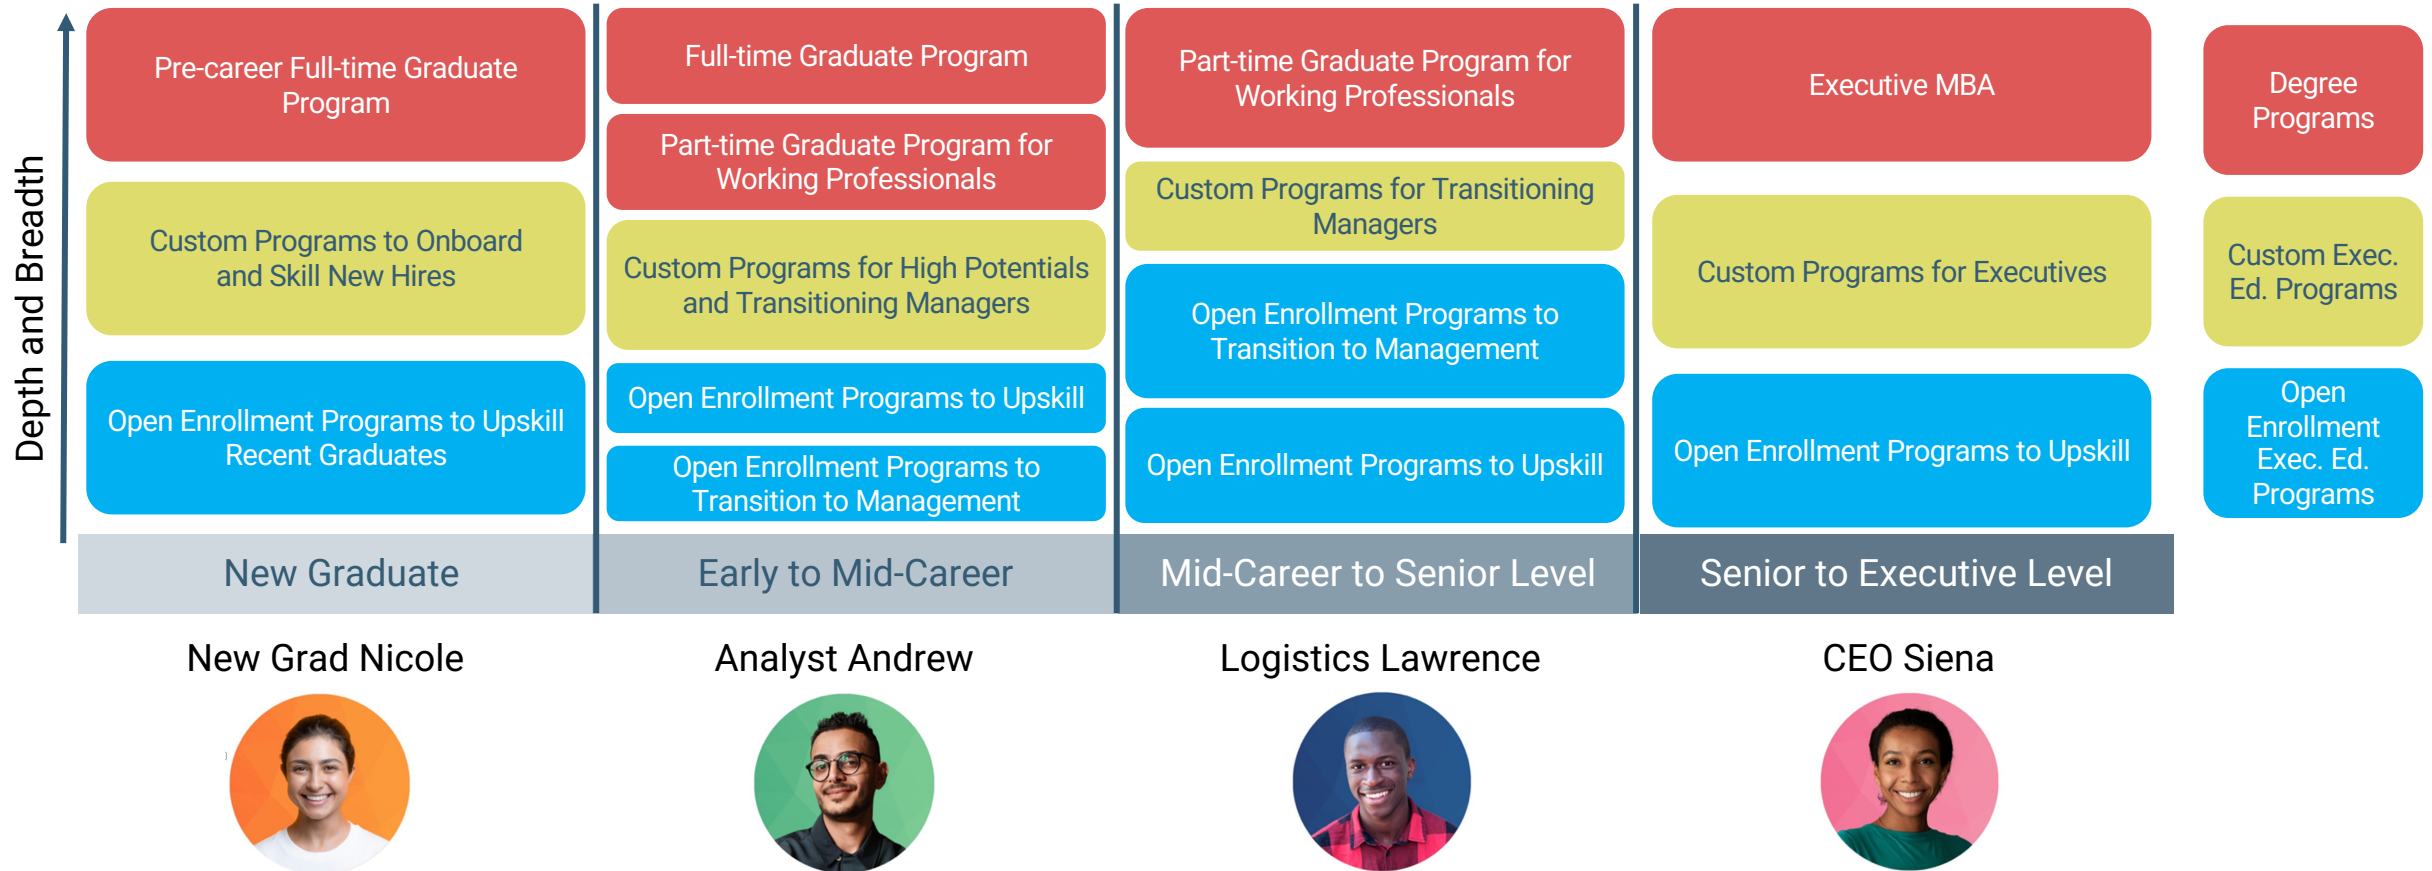 Depth and Breadth
Pre-career Full-time Graduate
Program
Custom Programs to Onboard
and Skill New Hires
Open Enrollment Programs to Upskill
Recent Graduates
Full-time Graduate Program
Part-time Graduate Program for
Working Professionals
Custom Programs for High Potentials
and Transitioning Managers
Open Enrollment Programs to Upskill
Open Enrollment Programs to
Transition to Management
Part-time Graduate Program for
Working Professionals
Custom Programs for Transitioning
Managers
Open Enrollment Programs to
Transition to Management
Open Enrollment Programs to Upskill
Executive MBA
Custom Programs for Executives
Open Enrollment Programs to Upskill
Degree
Programs
Custom Exec.
Ed. Programs
Open
Enrollment
Exec. Ed.
Programs
New Graduate
Early to Mid-Career
Mid-Career to Senior Level
Senior to Executive Level
New Grad Nicole
Analyst Andrew
Logistics Lawrence
CEO Siena